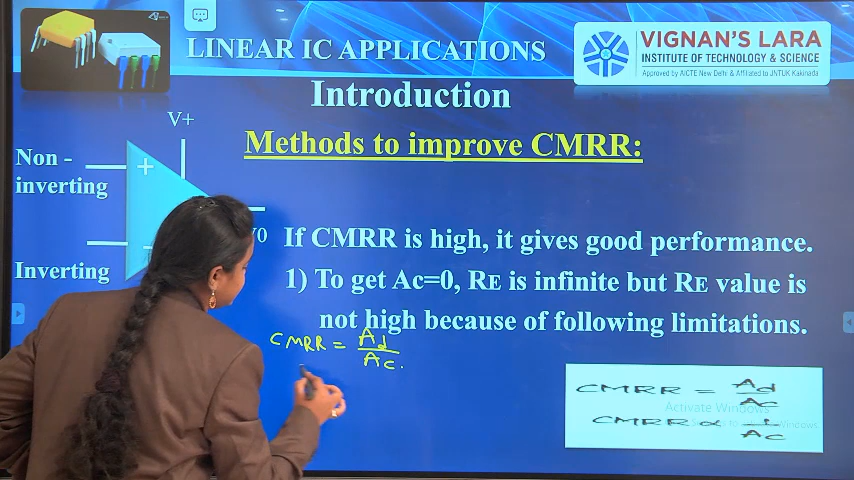 LINEAR IC APPLICATIONS
VIGNAN'S LARA
INSTITUTE OF TECHNOLOGY & SCIENCE
Approved by AICTE New Delhi & Affiliated to JNTUK Kakinada
Introduction
V+
Methods to improve CMRR:
Non -
inverting
+
If CMRR is high, it gives good performance.
Inverting
1) To get Ac=0, RE is infinite but RE value is
not high because of following limitations.
CMRR = Ad/Ac.
CMRR = Ad/Ac
CMRR ∝ 1/Ac
Activate Windows